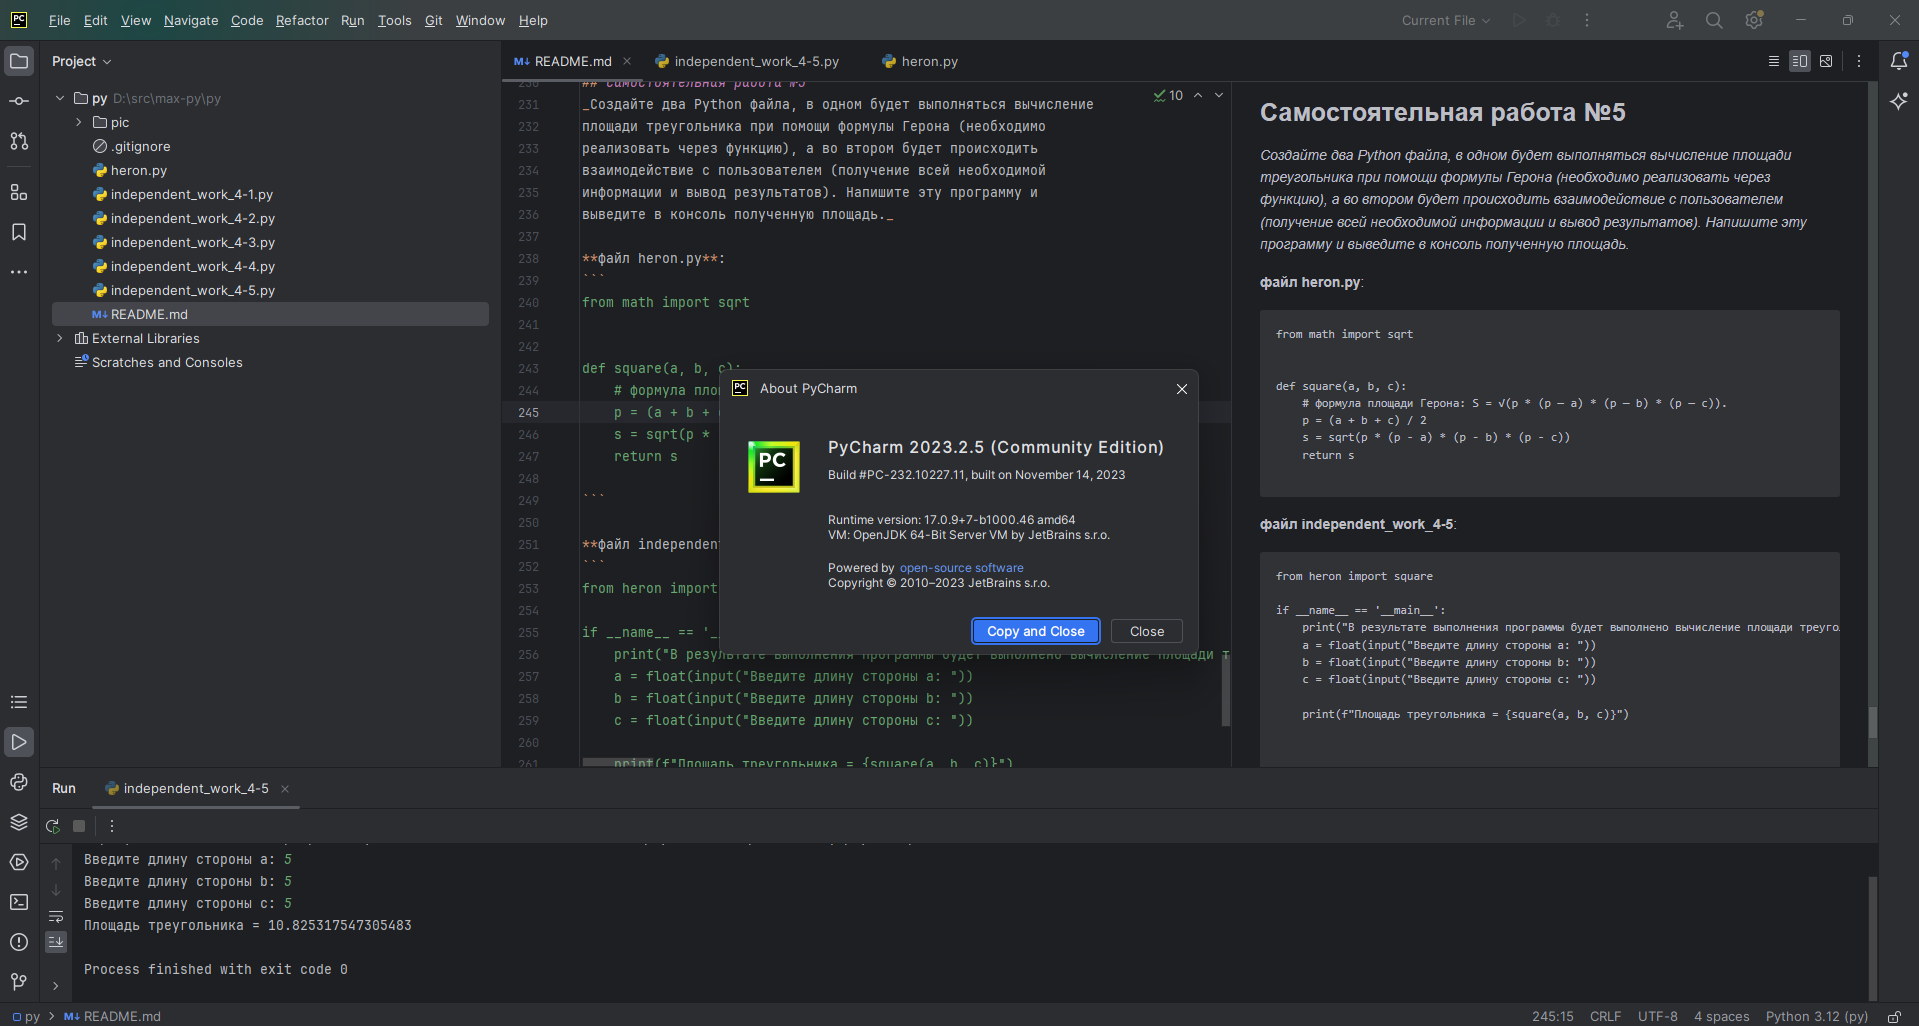 File Edit View Navigate Code Refactor Run Tools Git Window Help
Current File
Project
py D:\src\max-py\py
pic
.gitignore
heron.py
independent_work_4-1.py
independent_work_4-2.py
independent_work_4-3.py
independent_work_4-4.py
independent_work_4-5.py
README.md
External Libraries
Scratches and Consoles
README.md independent_work_4-5.py heron.py
10
230 ## Самостоятельная работа №5
231 _Создайте два Python файла, в одном будет выполняться вычисление
232 площади треугольника при помощи формулы Герона (необходимо
233 реализовать через функцию), а во втором будет происходить
234 взаимодействие с пользователем (получение всей необходимой
235 информации и вывод результатов). Напишите эту программу и
236 выведите в консоль полученную площадь._
237
238 **файл heron.py**:
239 ```
240 from math import sqrt
241
242
243 def square(a, b, c):
244 # формула пло
245 p = (a + b +
246 s = sqrt(p *
247 return s
248
249 ```
250
251 **файл independent
252 ```
253 from heron import
254
255 if __name__ == '_
256 print("В результате выполнения программы будет выполнено вычисление площади т
257 a = float(input("Введите длину стороны a: "))
258 b = float(input("Введите длину стороны b: "))
259 c = float(input("Введите длину стороны c: "))
260
261 print(f"Площадь треугольника = {square(a, b, c)}")
Самостоятельная работа №5
Создайте два Python файла, в одном будет выполняться вычисление площади
треугольника при помощи формулы Герона (необходимо реализовать через
функцию), а во втором будет происходить взаимодействие с пользователем
(получение всей необходимой информации и вывод результатов). Напишите эту
программу и выведите в консоль полученную площадь.
файл heron.py:
from math import sqrt
def square(a, b, c):
# формула площади Герона: S = √(p * (p — a) * (p — b) * (p — c)).
p = (a + b + c) / 2
s = sqrt(p * (p - a) * (p - b) * (p - c))
return s
файл independent_work_4-5:
from heron import square
if __name__ == '__main__':
print("В результате выполнения программы будет выполнено вычисление площади треуго
a = float(input("Введите длину стороны a: "))
b = float(input("Введите длину стороны b: "))
c = float(input("Введите длину стороны c: "))
print(f"Площадь треугольника = {square(a, b, c)}")
About PyCharm
PyCharm 2023.2.5 (Community Edition)
Build #PC-232.10227.11, built on November 14, 2023
Runtime version: 17.0.9+7-b1000.46 amd64
VM: OpenJDK 64-Bit Server VM by JetBrains s.r.o.
Powered by open-source software
Copyright © 2010–2023 JetBrains s.r.o.
Copy and Close Close
Run independent_work_4-5
Введите длину стороны a: 5
Введите длину стороны b: 5
Введите длину стороны c: 5
Площадь треугольника = 10.825317547305483
Process finished with exit code 0
py README.md
245:15 CRLF UTF-8 4 spaces Python 3.12 (py)